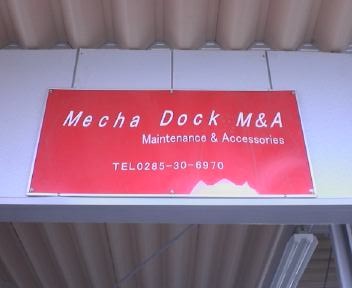 Mecha Dock M&A
Maintenance & Accessories
TEL0285-30-6970